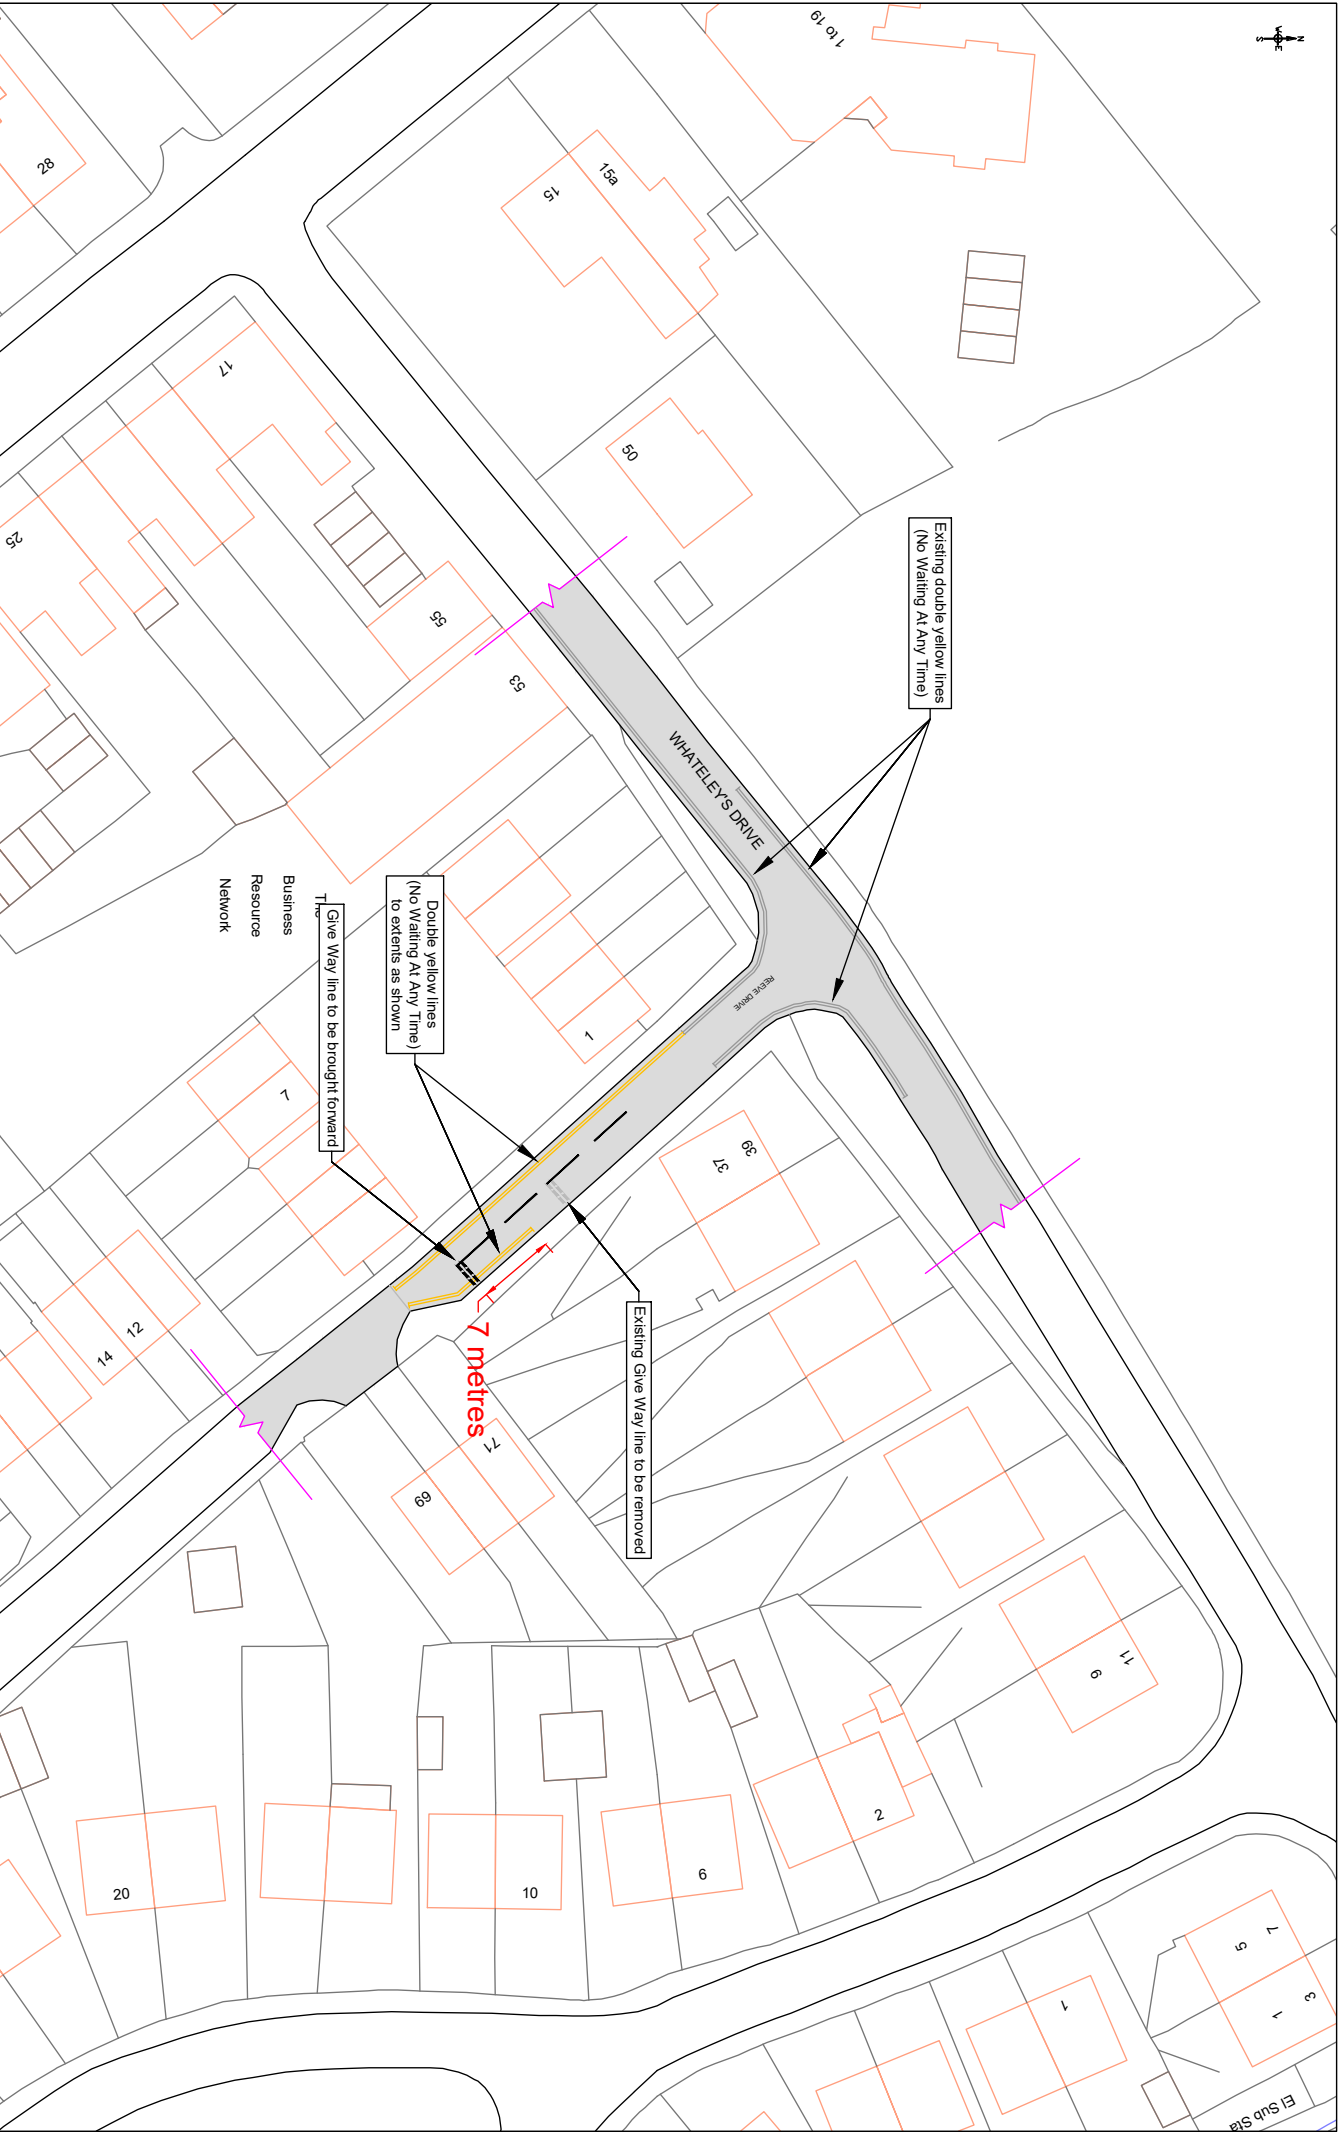 N
W E
S
1 to 19
28
15
15a
17
50
25
55
53
Existing double yellow lines
(No Waiting At Any Time)
WHATELEY'S DRIVE
REEVE DRIVE
Double yellow lines
(No Waiting At Any Time)
to extents as shown
Give Way line to be brought forward
Business
Resource
Network
1
7
39
37
12
14
7 metres
Existing Give Way line to be removed
71
69
11
9
2
6
10
20
7
5
3
1
1
El Sub Sta